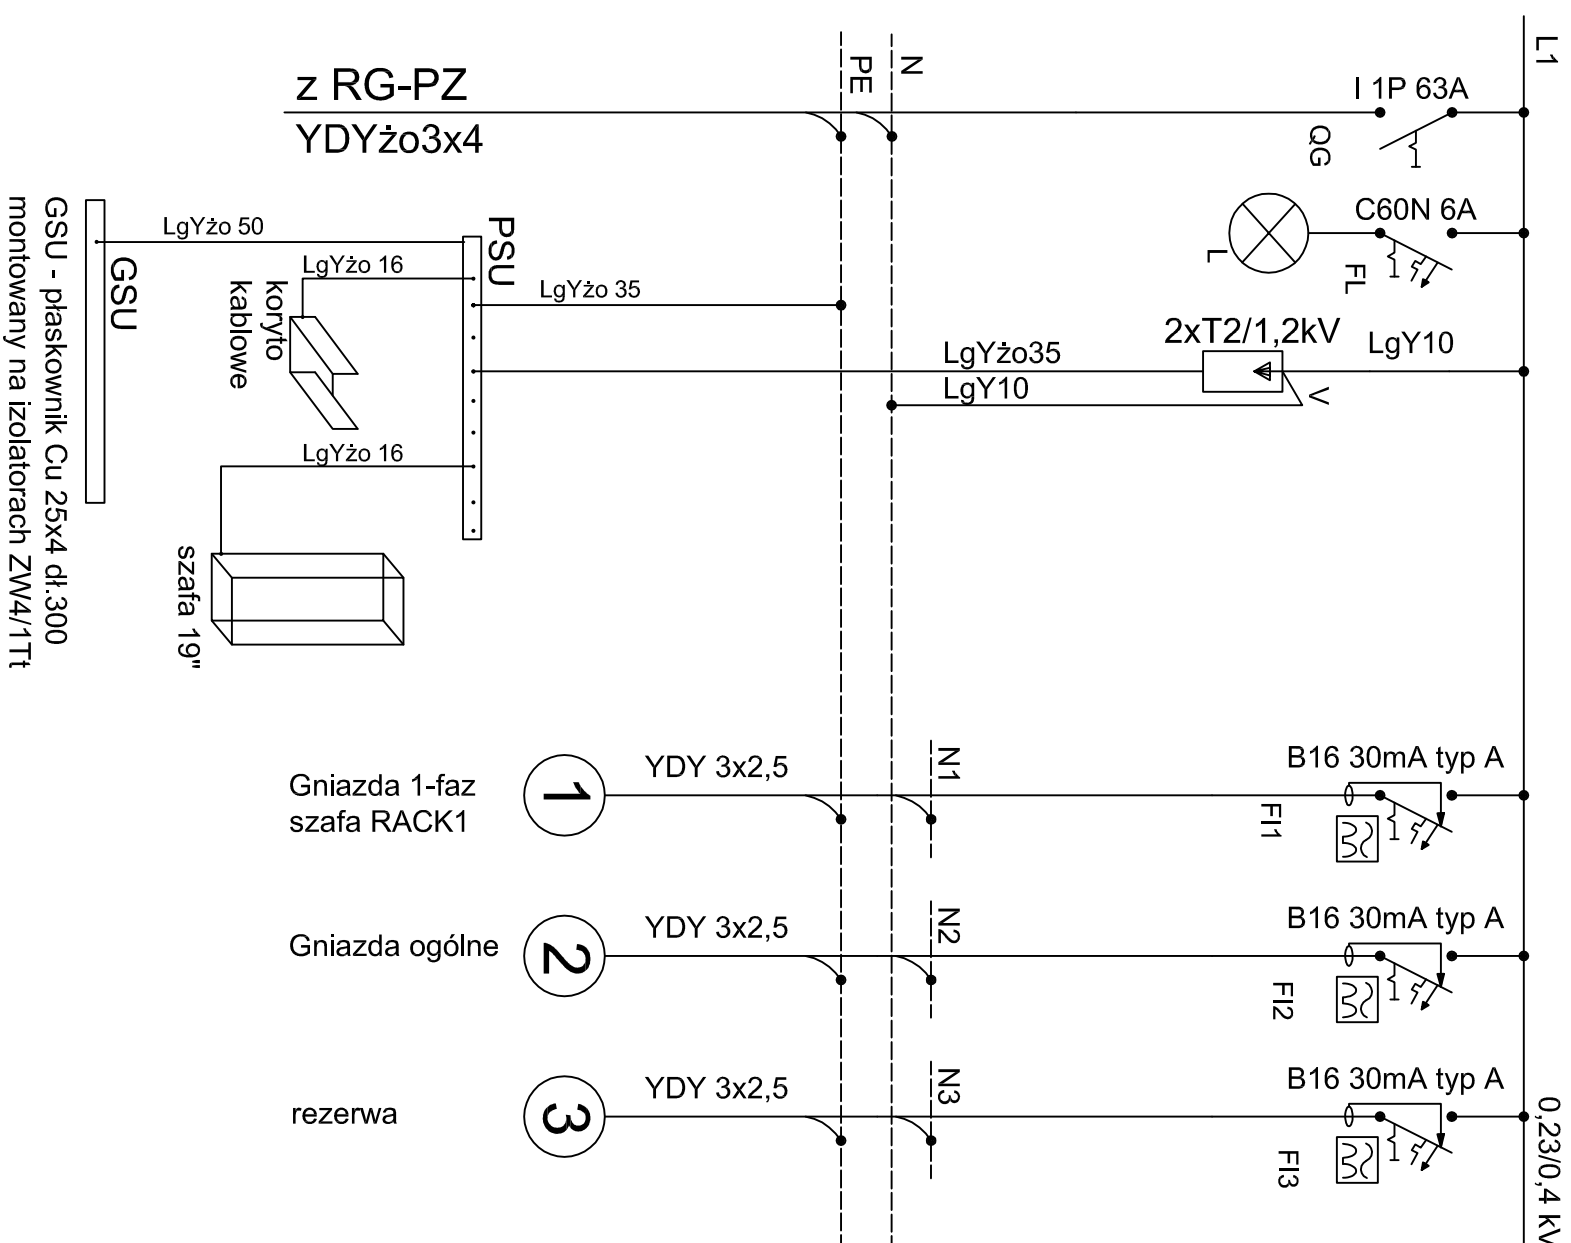 L1
I 1P 63A
QG
N
PE
z RG-PZ
YDYżo3x4
C60N 6A
FL
L
LgYżo 50
PSU
GSU
LgYżo 16
koryto
kablowe
LgYżo 35
2xT2/1,2kV
LgY10
LgYżo35
LgY10
V
LgYżo 16
szafa 19"
GSU - płaskownik Cu 25x4 dł.300
montowany na izolatorach ZW4/1Tt
B16 30mA typ A
FI1
N1
YDY 3x2,5
1
Gniazda 1-faz
szafa RACK1
B16 30mA typ A
FI2
N2
YDY 3x2,5
2
Gniazda ogólne
B16 30mA typ A
FI3
N3
YDY 3x2,5
3
rezerwa
0,23/0,4 kV